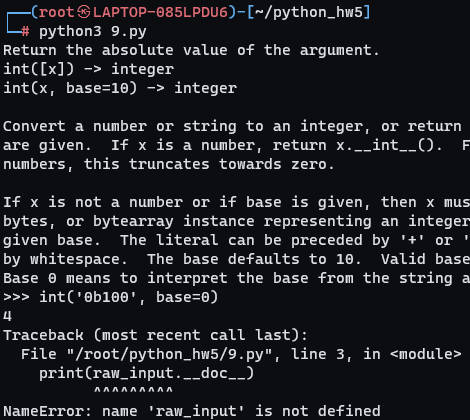 ┌──(root㉿LAPTOP-085LPDU6)-[~/python_hw5]
└─# python3 9.py
Return the absolute value of the argument.
int([x]) -> integer
int(x, base=10) -> integer

Convert a number or string to an integer, or return
are given.  If x is a number, return x.__int__().  F
numbers, this truncates towards zero.

If x is not a number or if base is given, then x mus
bytes, or bytearray instance representing an integer
given base.  The literal can be preceded by '+' or '
by whitespace.  The base defaults to 10.  Valid base
Base 0 means to interpret the base from the string a
>>> int('0b100', base=0)
4
Traceback (most recent call last):
  File "/root/python_hw5/9.py", line 3, in <module>
    print(raw_input.__doc__)
          ^^^^^^^^^
NameError: name 'raw_input' is not defined